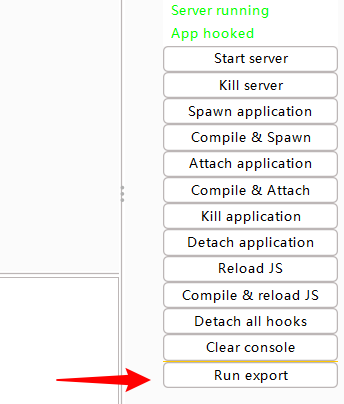 Server running
App hooked
Start server
Kill server
Spawn application
Compile & Spawn
Attach application
Compile & Attach
Kill application
Detach application
Reload JS
Compile & reload JS
Detach all hooks
Clear console
Run export